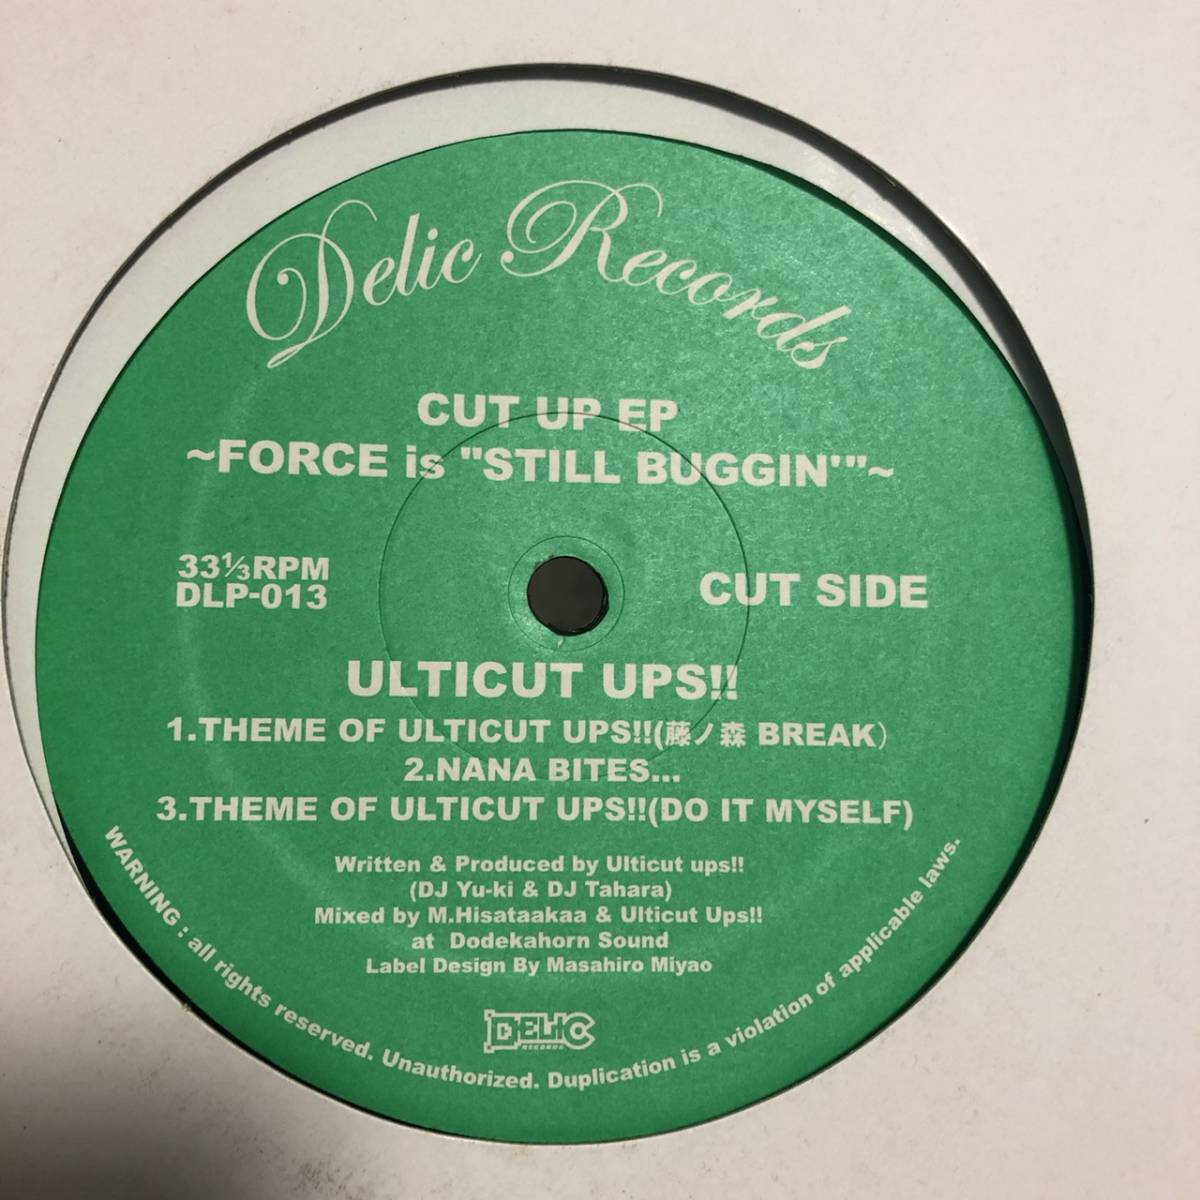 Delic Records
CUT UP EP
~FORCE is "STILL BUGGIN'"~
33⅓RPM
DLP-013
CUT SIDE
ULTICUT UPS!!
1.THEME OF ULTICUT UPS!!(藤ノ森 BREAK）
2.NANA BITES...
3.THEME OF ULTICUT UPS!!(DO IT MYSELF)
Written & Produced by Ulticut ups!!
(DJ Yu-ki & DJ Tahara)
Mixed by M.Hisataakaa & Ulticut Ups!!
at Dodekahorn Sound
Label Design By Masahiro Miyao
DELIC
RECORDS
WARNING : all rights reserved. Unauthorized. Duplication is a violation of applicable laws.